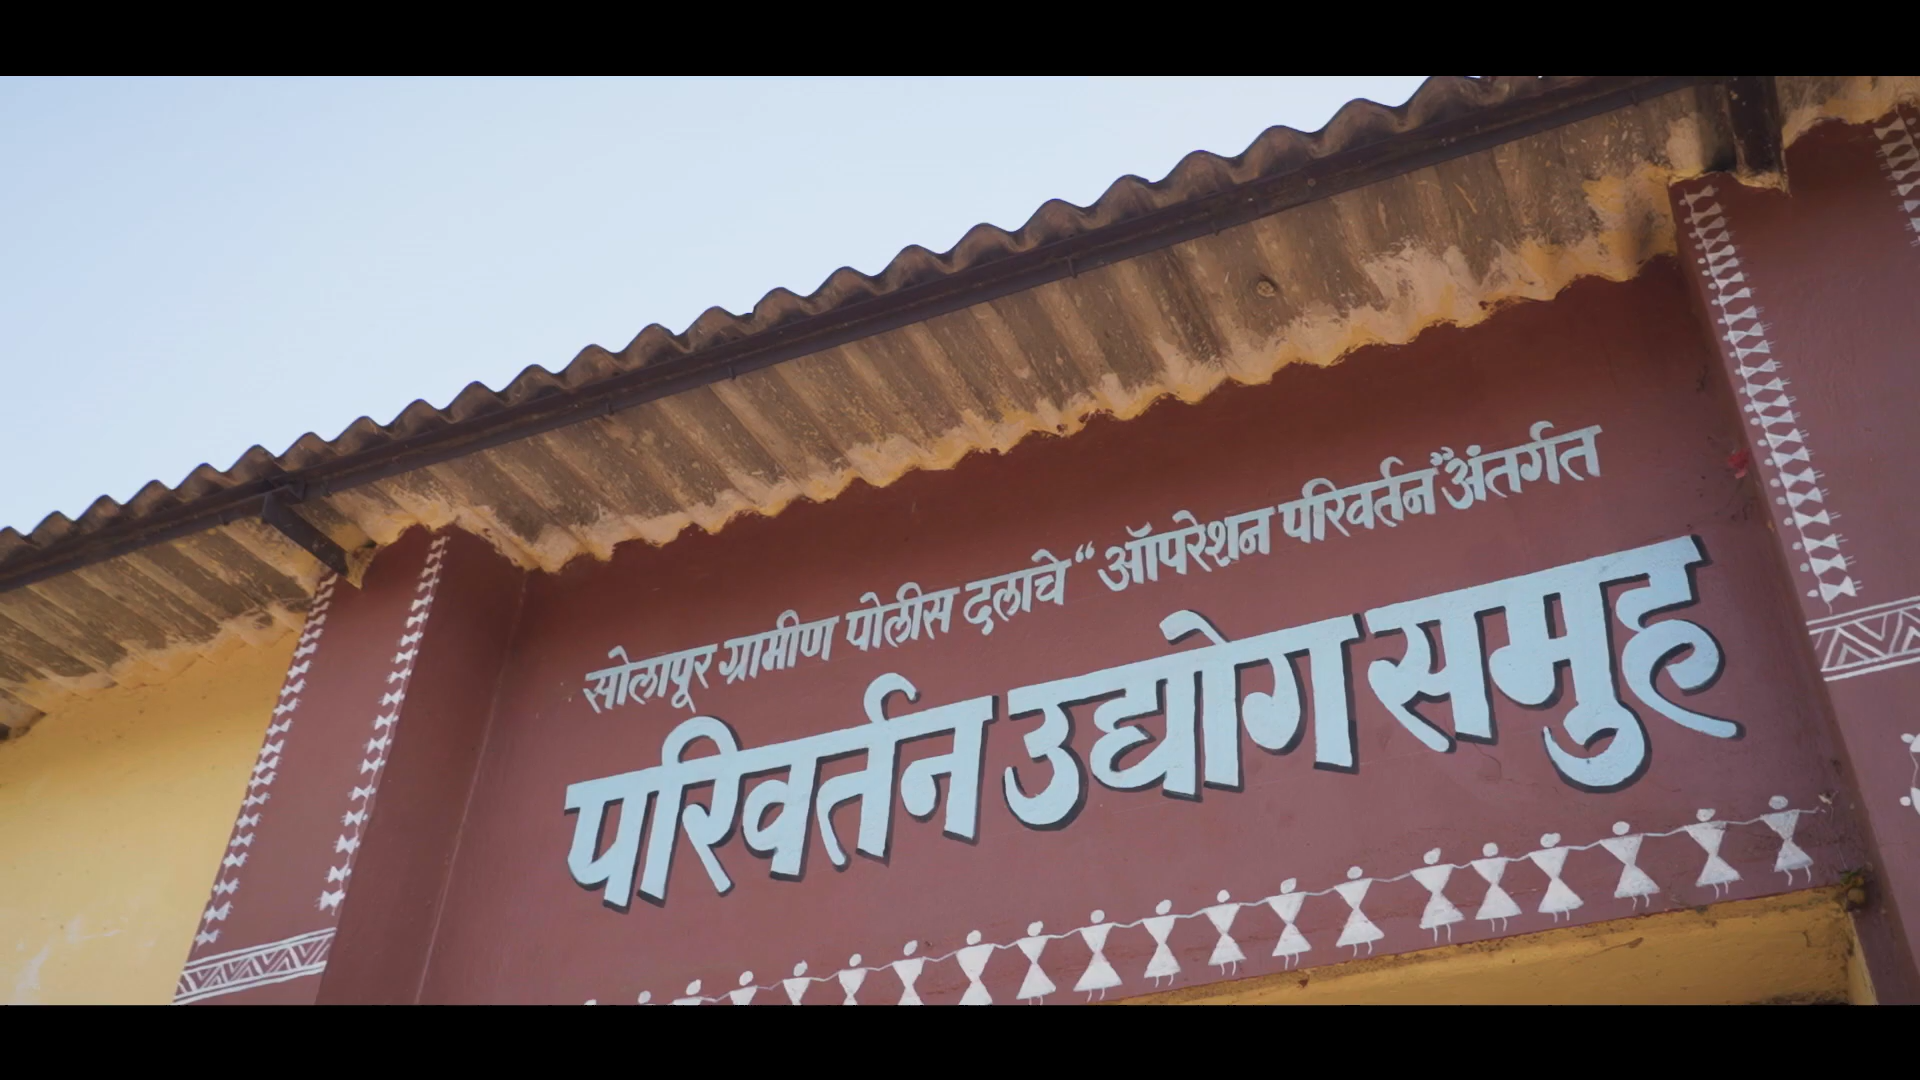 सोलापूर ग्रामीण पोलीस दलाचे “ऑपरेशन परिवर्तन” अंतर्गत
परिवर्तन उद्योग समुह